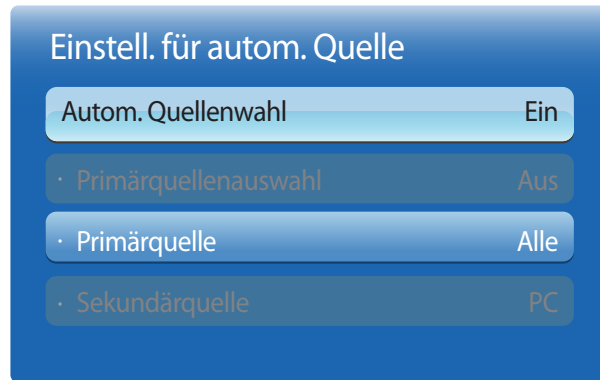 Einstell. für autom. Quelle
Autom. Quellenwahl Ein
· Primärquellenauswahl Aus
· Primärquelle Alle
· Sekundärquelle PC